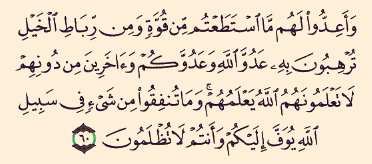 وَأَعِدُّوا۟ لَهُم مَّا ٱسْتَطَعْتُم مِّن قُوَّةٍ وَمِن رِّبَاطِ ٱلْخَيْلِ
تُرْهِبُونَ بِهِۦ عَدُوَّ ٱللَّهِ وَعَدُوَّكُمْ وَءَاخَرِينَ مِن دُونِهِمْ
لَا تَعْلَمُونَهُمُ ٱللَّهُ يَعْلَمُهُمْ ۚ وَمَا تُنفِقُوا۟ مِن شَىْءٍ فِى سَبِيلِ
ٱللَّهِ يُوَفَّ إِلَيْكُمْ وَأَنتُمْ لَا تُظْلَمُونَ ٦٠